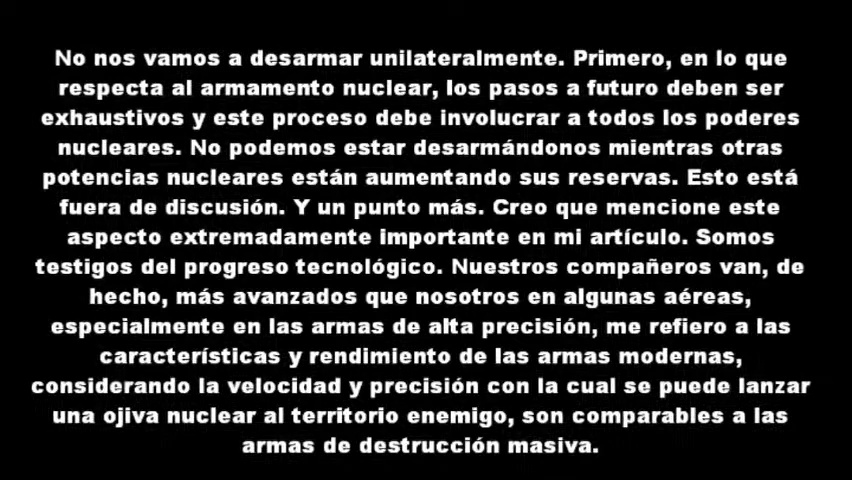 No nos vamos a desarmar unilateralmente. Primero, en lo que
respecta al armamento nuclear, los pasos a futuro deben ser
exhaustivos y este proceso debe involucrar a todos los poderes
nucleares. No podemos estar desarmándonos mientras otras
potencias nucleares están aumentando sus reservas. Esto está
fuera de discusión. Y un punto más. Creo que mencione este
aspecto extremadamente importante en mi artículo. Somos
testigos del progreso tecnológico. Nuestros compañeros van, de
hecho, más avanzados que nosotros en algunas aéreas,
especialmente en las armas de alta precisión, me refiero a las
características y rendimiento de las armas modernas,
considerando la velocidad y precisión con la cual se puede lanzar
una ojiva nuclear al territorio enemigo, son comparables a las
armas de destrucción masiva.